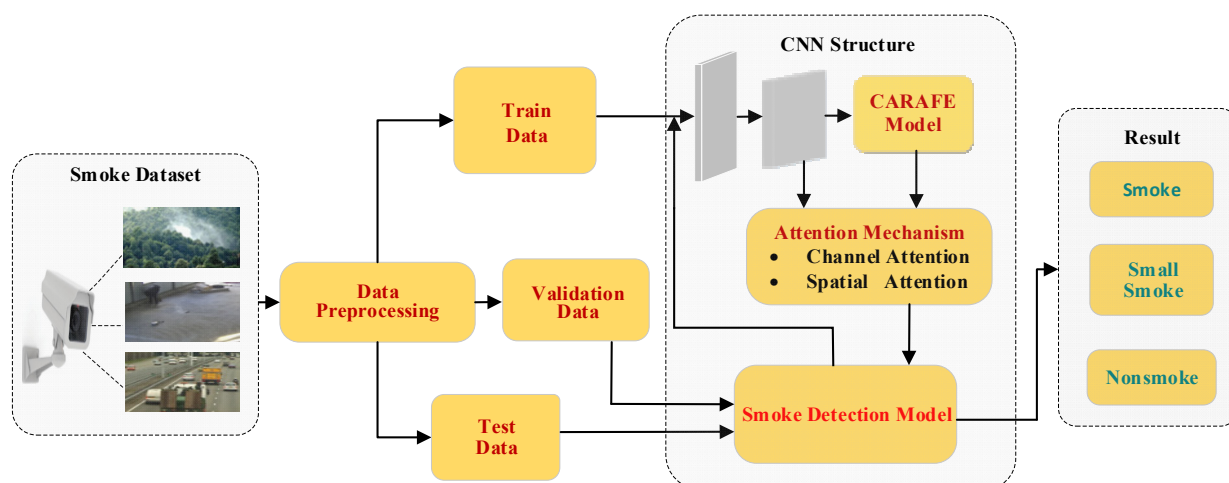 Smoke Dataset
Data
Preprocessing
Train
Data
Validation
Data
Test
Data
CNN Structure
CARAFE
Model
Attention Mechanism
• Channel Attention
• Spatial Attention
Smoke Detection Model
Result
Smoke
Small
Smoke
Nonsmoke